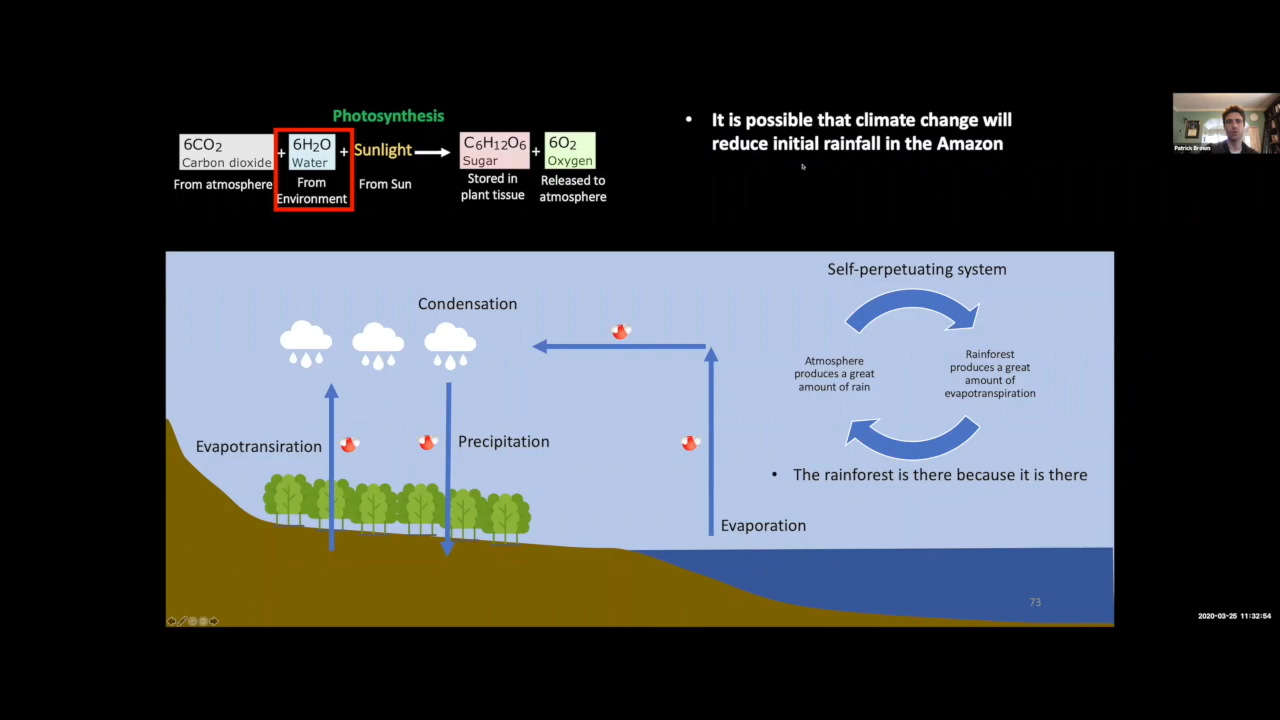 Photosynthesis
6CO2 + 6H2O + Sunlight → C6H12O6 + 6O2
Carbon dioxide Water Sugar Oxygen
From atmosphere From Environment From Sun Stored in plant tissue Released to atmosphere
• It is possible that climate change will
reduce initial rainfall in the Amazon
Patrick Brown
Self-perpetuating system
Condensation
Atmosphere
produces a great
amount of rain
Rainforest
produces a great
amount of
evapotranspiration
Evapotransiration
Precipitation
• The rainforest is there because it is there
Evaporation
73
2020-03-25 11:32:54